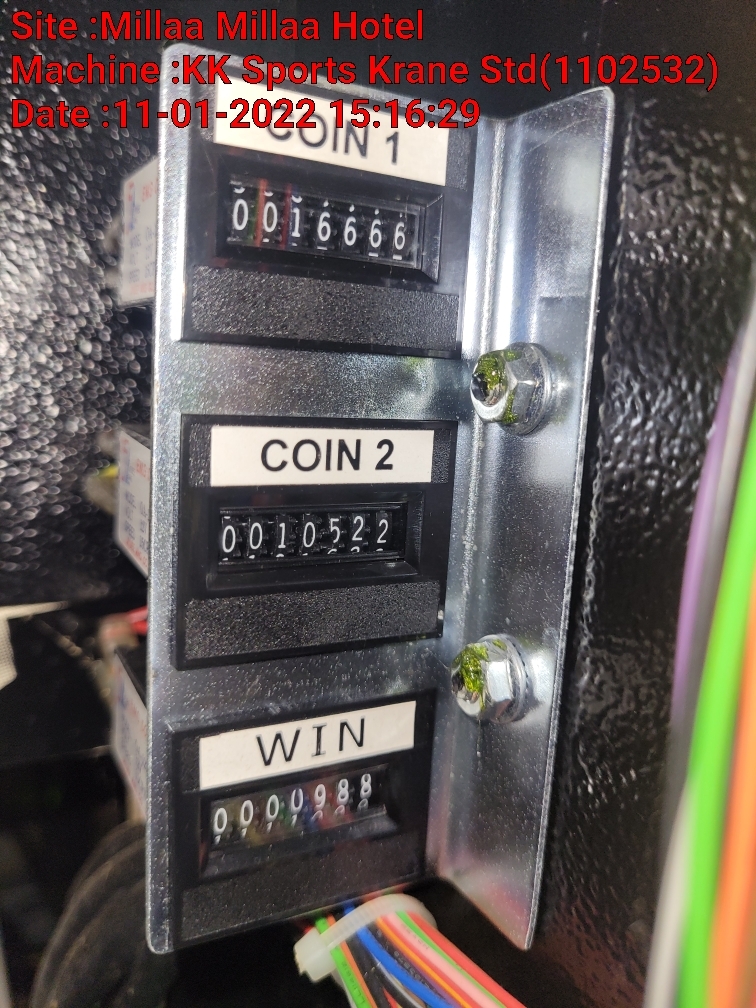 Site :Millaa Millaa Hotel
Machine :KK Sports Krane Std(1102532)
Date :11-01-2022 15:16:29
COIN 1
0016666
COIN 2
0010522
WIN
0000988